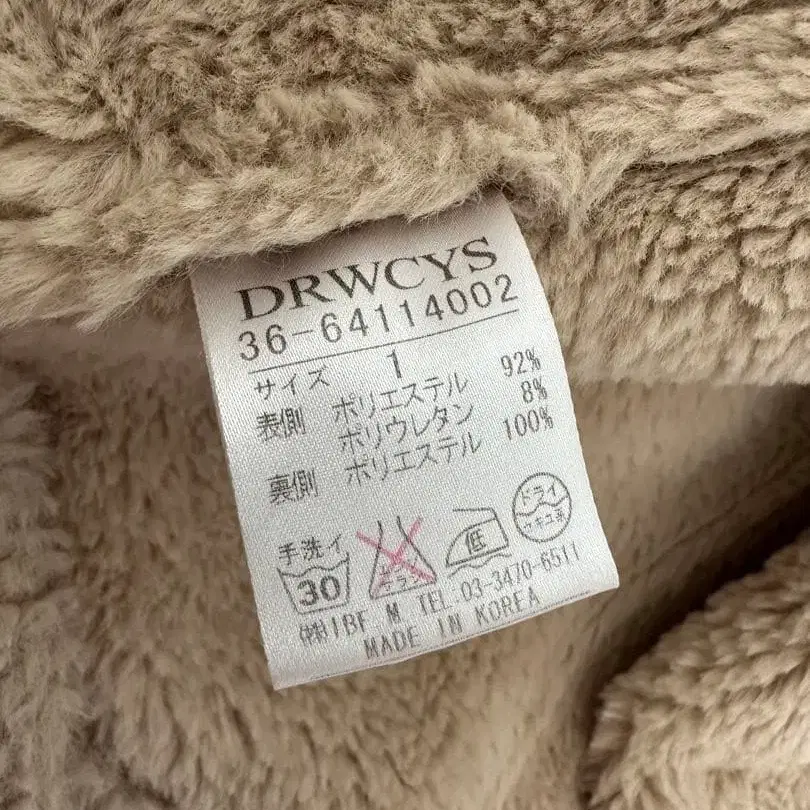 DRWCYS
36-64114002
サイズ 1
表側 ポリエステル 92%
ポリウレタン 8%
裏側 ポリエステル 100%
手洗イ 30 低 ドライ
㈱IBF M TEL.03-3470-6511
MADE IN KOREA